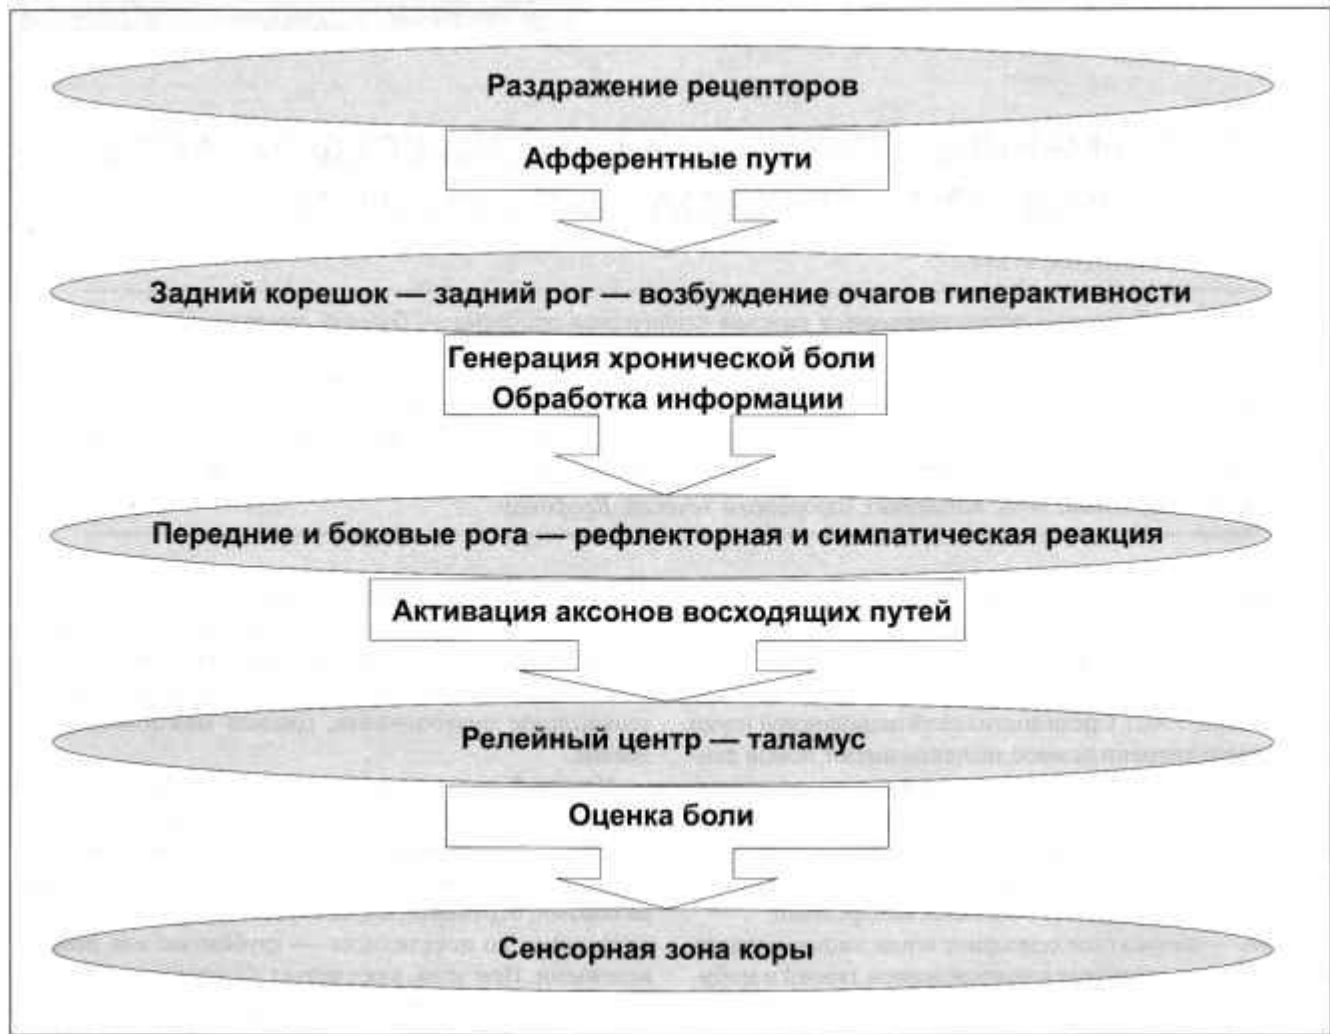 Раздражение рецепторов
Афферентные пути
Задний корешок — задний рог — возбуждение очагов гиперактивности
Генерация хронической боли
Обработка информации
Передние и боковые рога — рефлекторная и симпатическая реакция
Активация аксонов восходящих путей
Релейный центр — таламус
Оценка боли
Сенсорная зона коры